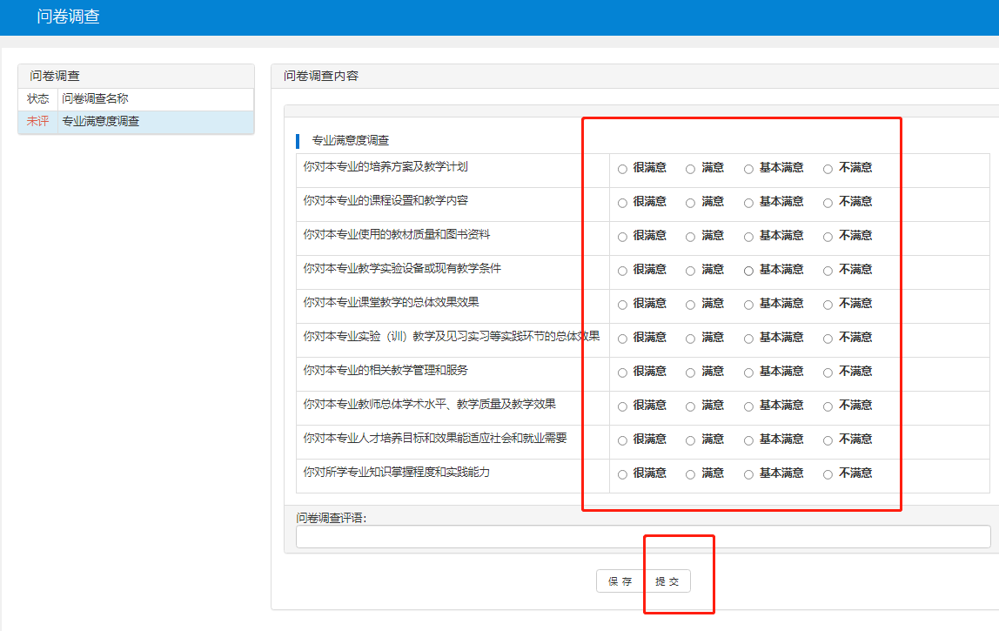 问卷调查
问卷调查
状态 问卷调查名称
未评 专业满意度调查
问卷调查内容
专业满意度调查
你对本专业的培养方案及教学计划 很满意 满意 基本满意 不满意
你对本专业的课程设置和教学内容 很满意 满意 基本满意 不满意
你对本专业使用的教材质量和图书资料 很满意 满意 基本满意 不满意
你对本专业教学实验设备或现有教学条件 很满意 满意 基本满意 不满意
你对本专业课堂教学的总体效果效果 很满意 满意 基本满意 不满意
你对本专业实验（训）教学及见习实习等实践环节的总体效果 很满意 满意 基本满意 不满意
你对本专业的相关教学管理和服务 很满意 满意 基本满意 不满意
你对本专业教师总体学术水平、教学质量及教学效果 很满意 满意 基本满意 不满意
你对本专业人才培养目标和效果能适应社会和就业需要 很满意 满意 基本满意 不满意
你对所学专业知识掌握程度和实践能力 很满意 满意 基本满意 不满意
问卷调查评语:
保 存 提 交